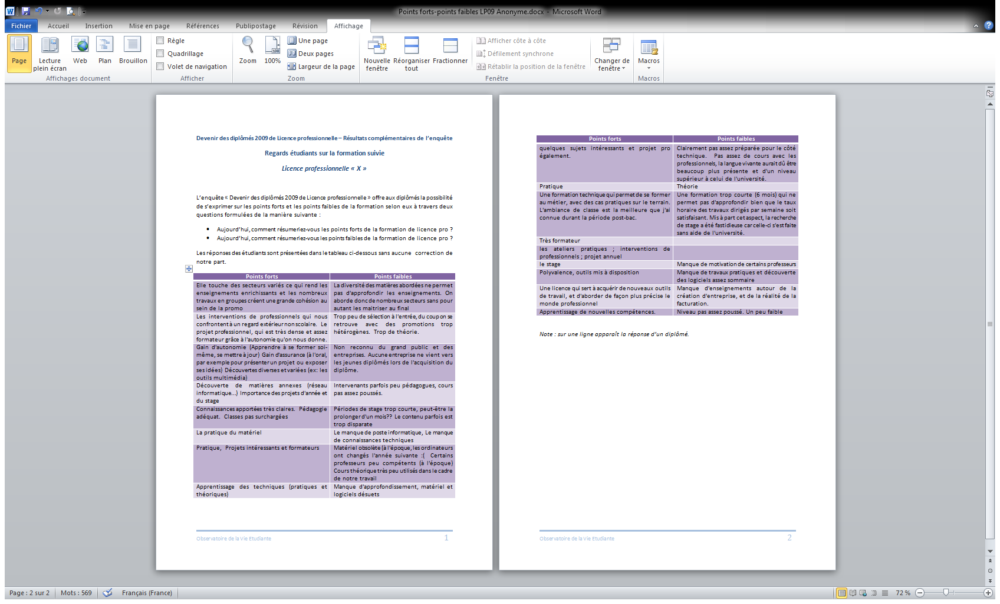 Points forts-points faibles LP09 Anonyme.docx - Microsoft Word
Fichier Accueil Insertion Mise en page Références Publipostage Révision Affichage
Page
Lecture plein écran
Web
Plan
Brouillon
Affichages document
Règle
Quadrillage
Volet de navigation
Afficher
Zoom
100%
Une page
Deux pages
Largeur de la page
Zoom
Nouvelle fenêtre
Réorganiser tout
Fractionner
Afficher côte à côte
Défilement synchrone
Rétablir la position de la fenêtre
Changer de fenêtre
Fenêtre
Macros
Macros
Devenir des diplômés 2009 de Licence professionnelle – Résultats complémentaires de l'enquête
Regards étudiants sur la formation suivie
Licence professionnelle « X »
L'enquête « Devenir des diplômés 2009 de Licence professionnelle » offre aux diplômés la possibilité
de s'exprimer sur les points forts et les points faibles de la formation selon eux à travers deux
questions formulées de la manière suivante :
• Aujourd'hui, comment résumeriez-vous les points forts de la formation de licence pro ?
• Aujourd'hui, comment résumeriez-vous les points faibles de la formation de licence pro ?
Les réponses des étudiants sont présentées dans le tableau ci-dessous sans aucune correction de
notre part.
Points forts
Points faibles
Elle touche des secteurs variés ce qui rend les
enseignements enrichissants et les nombreux
travaux en groupes créent une grande cohésion au
sein de la promo
La diversité des matières abordées ne permet
pas d'approfondir les enseignements. On
aborde donc de nombreux secteurs sans pour
autant les maitriser au final
Les interventions de professionnels qui nous
confrontent à un regard extérieur non scolaire. Le
projet professionnel, qui est très dense et assez
formateur grâce à l'autonomie qu'on nous donne.
Trop peu de sélection à l'entrée, du coup on se
retrouve avec des promotions trop
hétérogènes. Trop de théorie.
Gain d'autonomie (Apprendre à se former soi-
même, se mettre à jour) Gain d'assurance (à l'oral,
par exemple pour présenter un projet ou exposer
ses idées) Découvertes diverses et variées (ex: les
outils multimédia)
Non reconnu du grand public et des
entreprises. Aucune entreprise ne vient vers
les jeunes diplômés lors de l'acquisition du
diplôme.
Découverte de matières annexes (réseau
informatique...) Importance des projets d'année et
du stage
Intervenants parfois peu pédagogues, cours
pas assez poussés.
Connaissances apportées très claires. Pédagogie
adéquat. Classes pas surchargées
Périodes de stage trop courte, peut-être la
prolonger d'un mois?? Le contenu parfois est
trop disparate
La pratique du matériel
Le manque de poste informatique, Le manque
de connaissances techniques
Pratique, Projets intéressants et formateurs
Matériel obsolète (à l'époque, les ordinateurs
ont changés l'année suivante :( Certains
professeurs peu compétents (à l'époque)
Cours théorique très peu utilisés dans le cadre
de notre travail
Apprentissage des techniques (pratiques et
théoriques)
Manque d'approfondissement, matériel et
logiciels désuets
Observatoire de la Vie Etudiante 1
Points forts
Points faibles
quelques sujets intéressants et projet pro
également.
Clairement pas assez préparée pour le côté
technique. Pas assez de cours avec les
professionnels, la langue vivante aurait dû être
beaucoup plus présente et d'un niveau
supérieur à celui de l'université.
Pratique
Théorie
Une formation technique qui permet de se former
au métier, avec des cas pratiques sur le terrain.
L'ambiance de classe est la meilleure que j'ai
connue durant la période post-bac.
Une formation trop courte (6 mois) qui ne
permet pas d'approfondir bien que le taux
horaire des travaux dirigés par semaine soit
satisfaisant. Mis à part cet aspect, la recherche
de stage a été fastidieuse car celle-ci s'est faite
sans aide de l'université.
Très formateur
les ateliers pratiques ; interventions de
professionnels ; projet annuel
le stage
Manque de motivation de certains professeurs
Polyvalence, outils mis à disposition
Manque de travaux pratiques et découverte
des logiciels assez sommaire
Une licence qui sert à acquérir de nouveaux outils
de travail, et d'aborder de façon plus précise le
monde professionnel
Manque d'enseignements autour de la
création d'entreprise, et de la réalité de la
facturation.
Apprentissage de nouvelles compétences.
Niveau pas assez poussé. Un peu faible
Note : sur une ligne apparaît la réponse d'un diplômé.
Observatoire de la Vie Etudiante 2
Page : 2 sur 2 Mots : 569 Français (France) 72 %